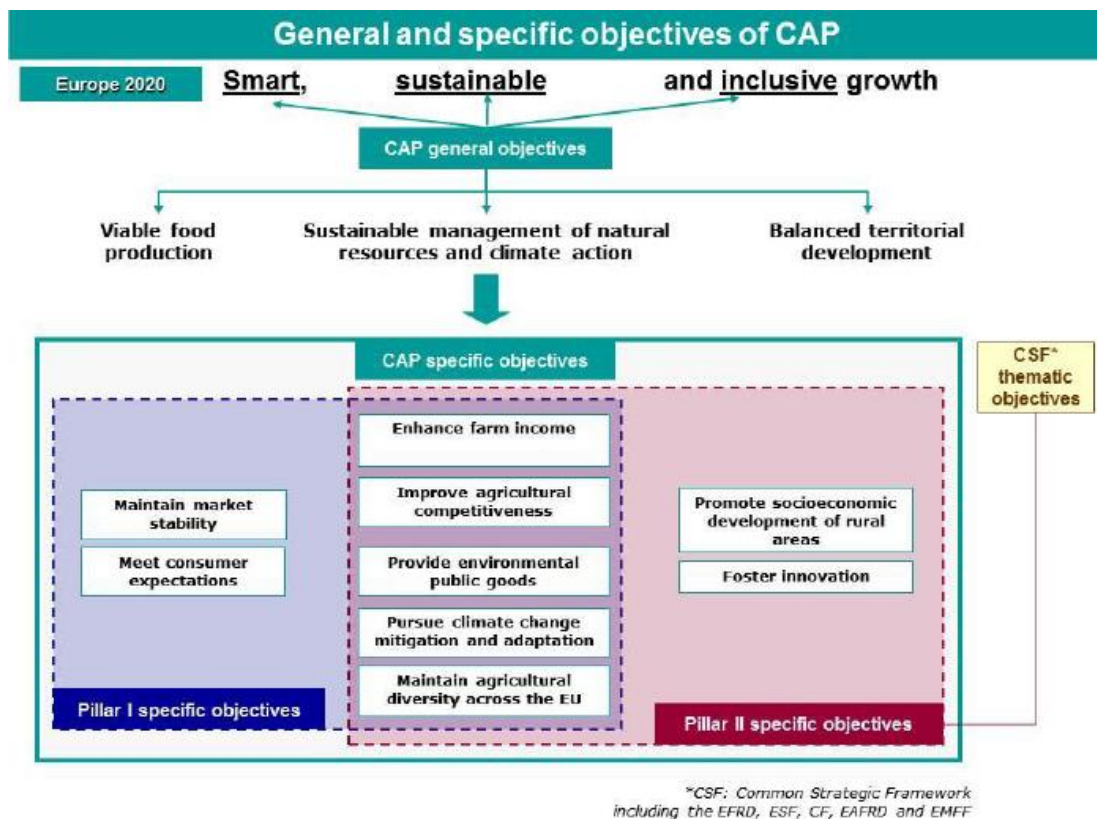 General and specific objectives of CAP
Europe 2020
Smart, sustainable and inclusive growth
CAP general objectives
Viable food
production
Sustainable management of natural
resources and climate action
Balanced territorial
development
CAP specific objectives
CSF*
thematic
objectives
Enhance farm income
Improve agricultural
competitiveness
Maintain market
stability
Promote socioeconomic
development of rural
areas
Meet consumer
expectations
Provide environmental
public goods
Foster innovation
Pursue climate change
mitigation and adaptation
Maintain agricultural
diversity across the EU
Pillar I specific objectives
Pillar II specific objectives
*CSF: Common Strategic Framework
including the EFRD, ESF, CF, EAFRD and EMFF